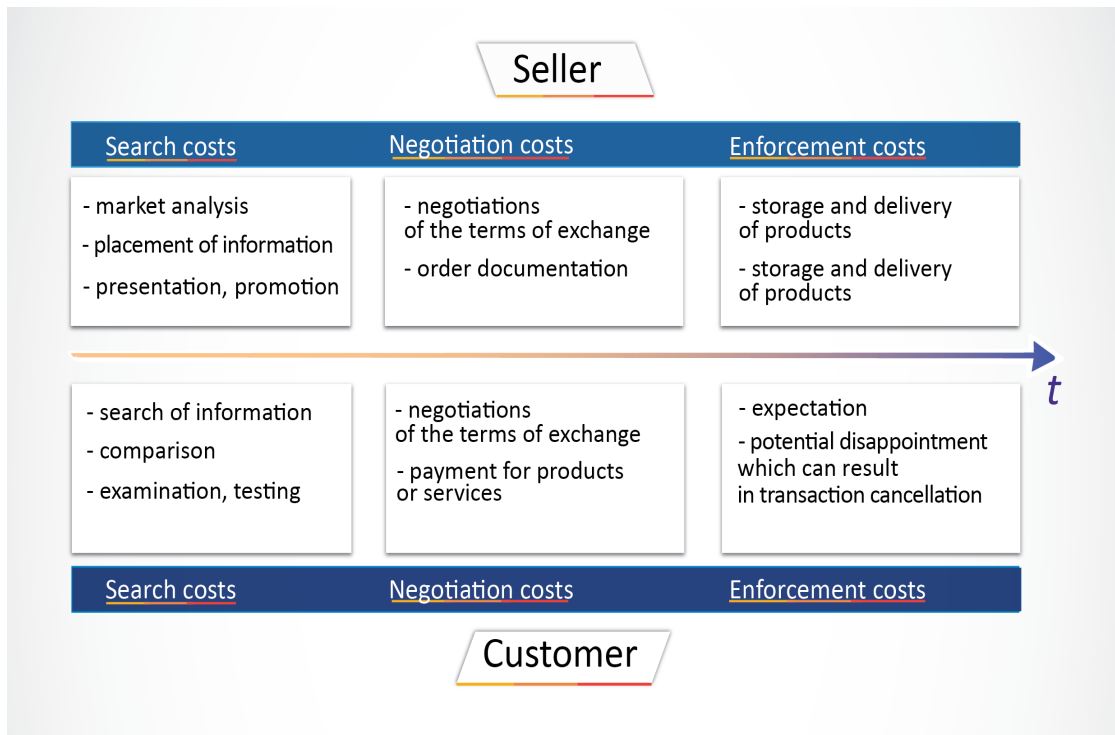 Seller
Search costs
Negotiation costs
Enforcement costs
- market analysis
- placement of information
- presentation, promotion
- negotiations
of the terms of exchange
- order documentation
- storage and delivery
of products
- storage and delivery
of products
t
- search of information
- comparison
- examination, testing
- negotiations
of the terms of exchange
- payment for products
or services
- expectation
- potential disappointment
which can result
in transaction cancellation
Search costs
Negotiation costs
Enforcement costs
Customer